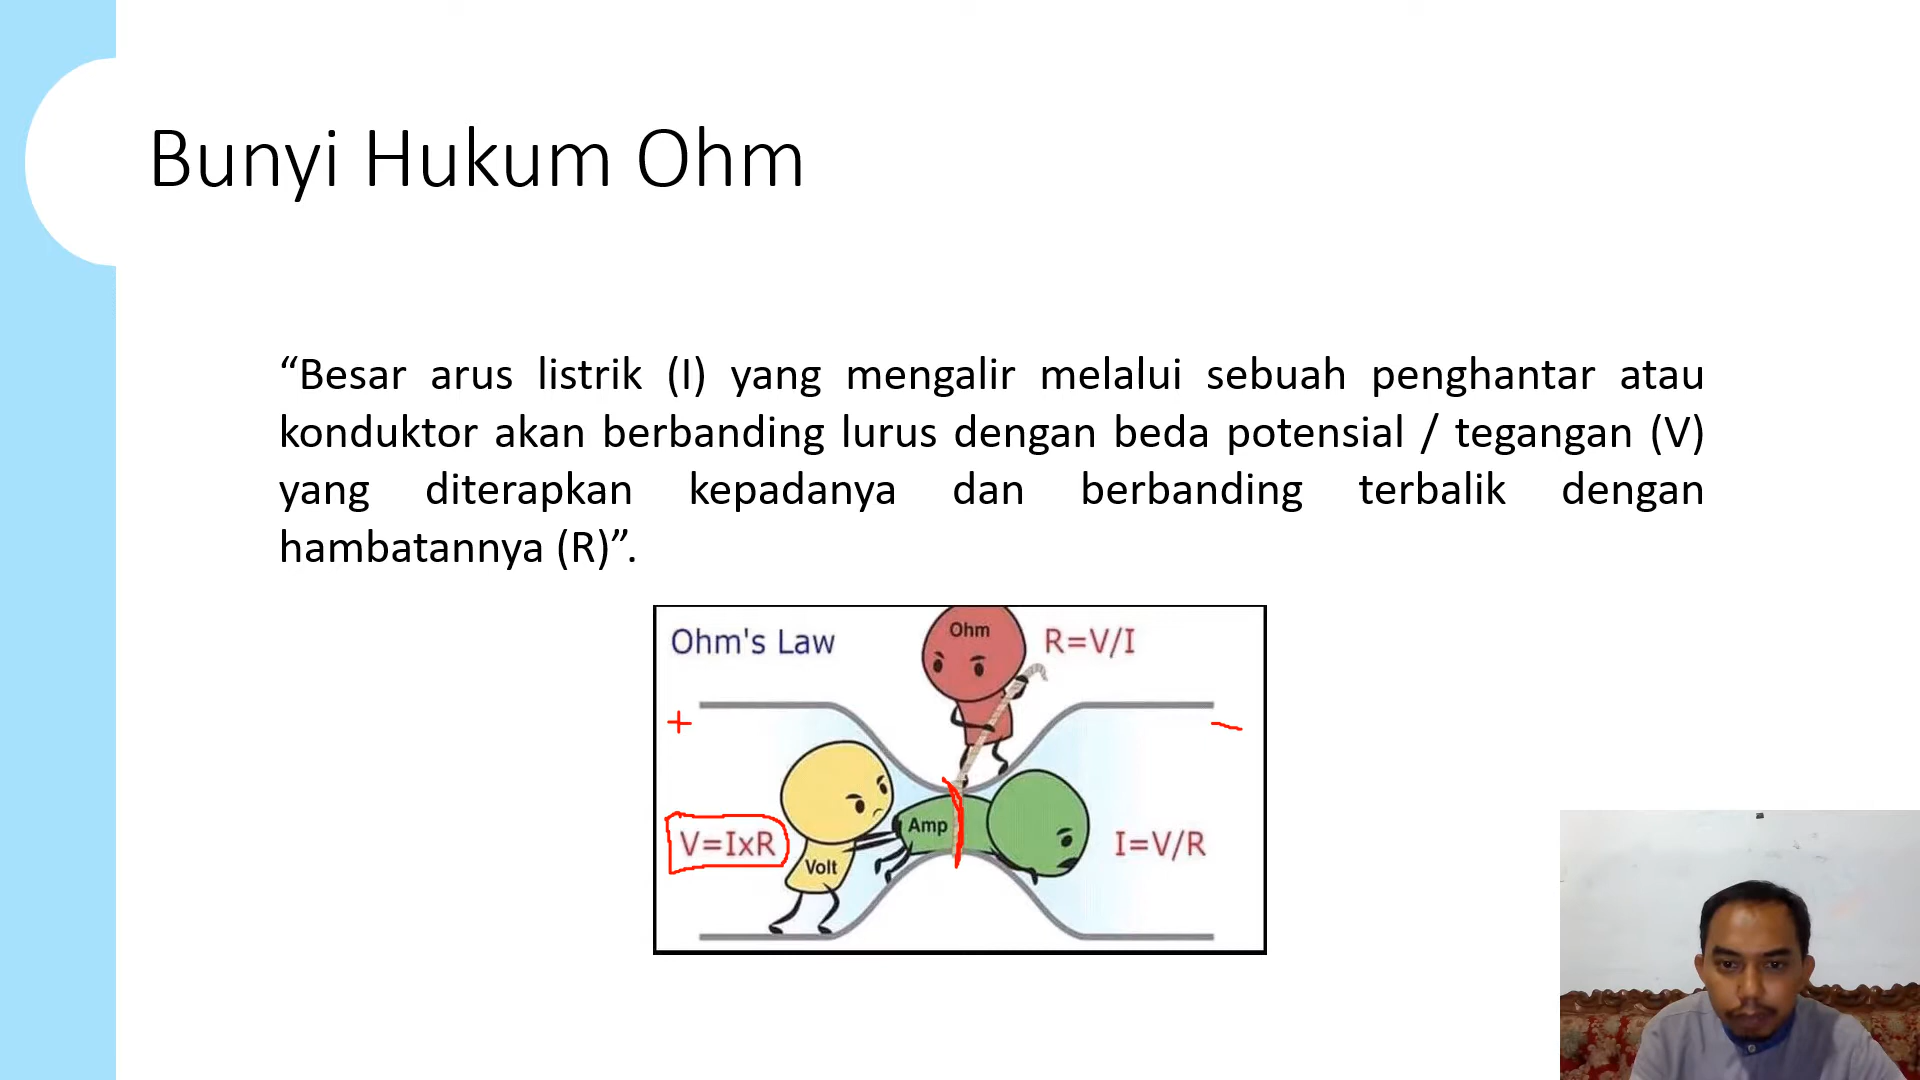 Bunyi Hukum Ohm
“Besar arus listrik (I) yang mengalir melalui sebuah penghantar atau
konduktor akan berbanding lurus dengan beda potensial / tegangan (V)
yang diterapkan kepadanya dan berbanding terbalik dengan
hambatannya (R)”.
Ohm's Law
Ohm
R=V/I
+
−
V=IxR
Volt
Amp
I=V/R